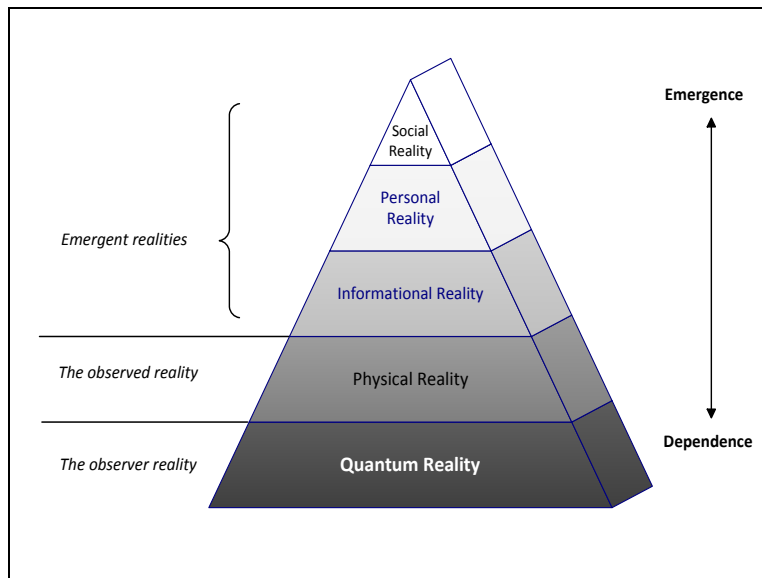 Emergence
Social
Reality
Personal
Reality
Emergent realities
Informational Reality
The observed reality
Physical Reality
Dependence
The observer reality
Quantum Reality